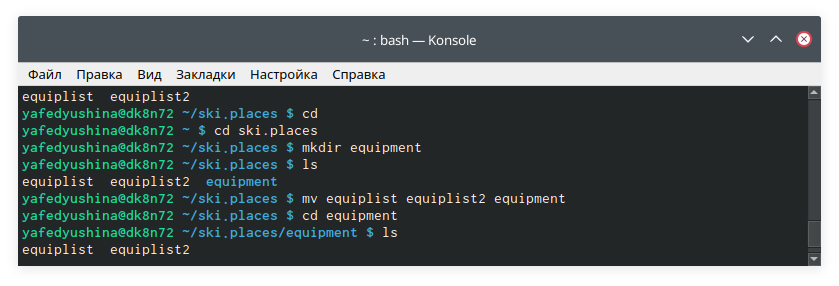 ~ : bash — Konsole
Файл Правка Вид Закладки Настройка Справка
equiplist  equiplist2
yafedyushina@dk8n72 ~/ski.places $ cd
yafedyushina@dk8n72 ~ $ cd ski.places
yafedyushina@dk8n72 ~/ski.places $ mkdir equipment
yafedyushina@dk8n72 ~/ski.places $ ls
equiplist  equiplist2  equipment
yafedyushina@dk8n72 ~/ski.places $ mv equiplist equiplist2 equipment
yafedyushina@dk8n72 ~/ski.places $ cd equipment
yafedyushina@dk8n72 ~/ski.places/equipment $ ls
equiplist  equiplist2